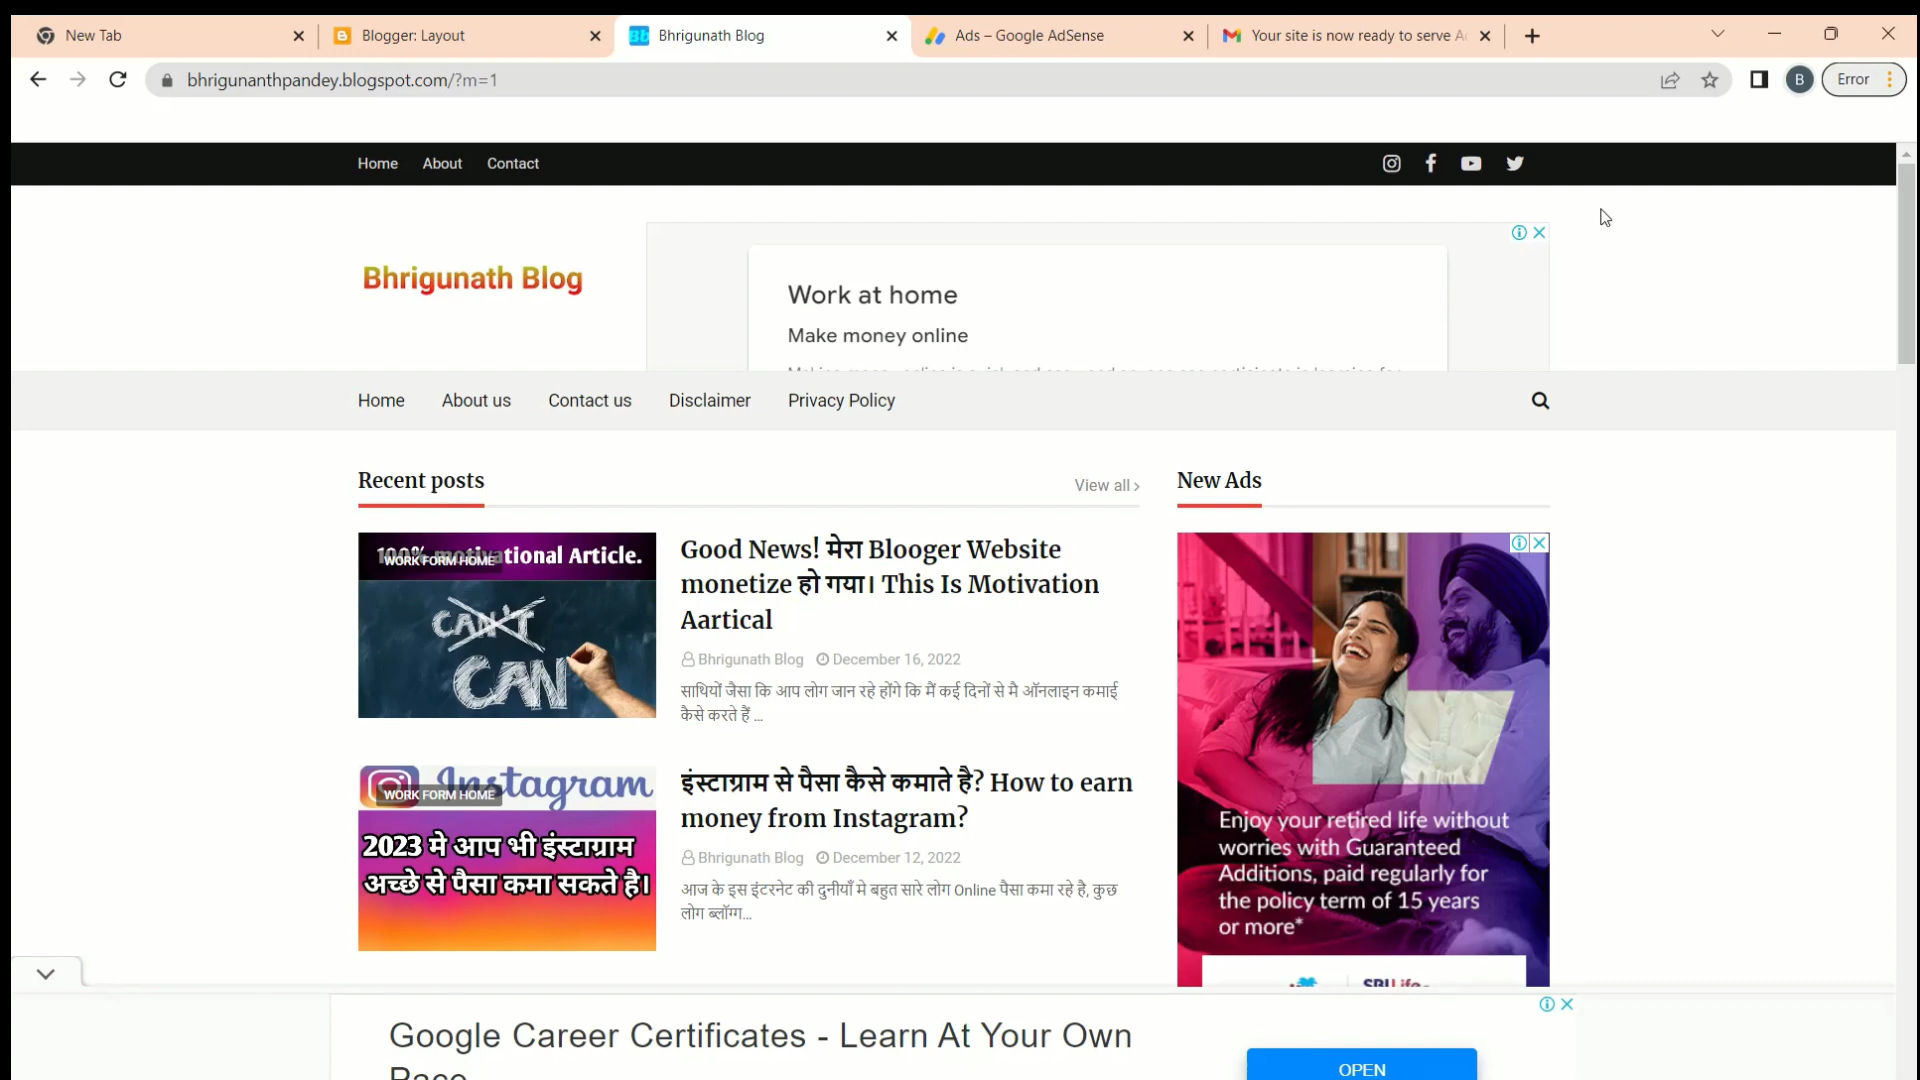 New Tab
Blogger: Layout
Bhrigunath Blog
Ads – Google AdSense
Your site is now ready to serve
bhrigunanthpandey.blogspot.com/?m=1
B
Error
Home
About
Contact
Bhrigunath Blog
Work at home
Make money online
Home
About us
Contact us
Disclaimer
Privacy Policy
Recent posts
View all
New Ads
100% motivational Article.
WORK FORM HOME
CAN'T
CAN
Good News! मेरा Blooger Website
monetize हो गया। This Is Motivation
Aartical
Bhrigunath Blog
December 16, 2022
साथियों जैसा कि आप लोग जान रहे होंगे कि मैं कई दिनों से मै ऑनलाइन कमाई
कैसे करते हैं ...
Instagram
WORK FORM HOME
2023 मे आप भी इंस्टाग्राम
अच्छे से पैसा कमा सकते है।
इंस्टाग्राम से पैसा कैसे कमाते है? How to earn
money from Instagram?
Bhrigunath Blog
December 12, 2022
आज के इस इंटरनेट की दुनीयाँ मे बहुत सारे लोग Online पैसा कमा रहे है, कुछ
लोग ब्लॉग्ग...
Enjoy your retired life without
worries with Guaranteed
Additions, paid regularly for
the policy term of 15 years
or more*
SBI Life
Google Career Certificates - Learn At Your Own
Pace
OPEN